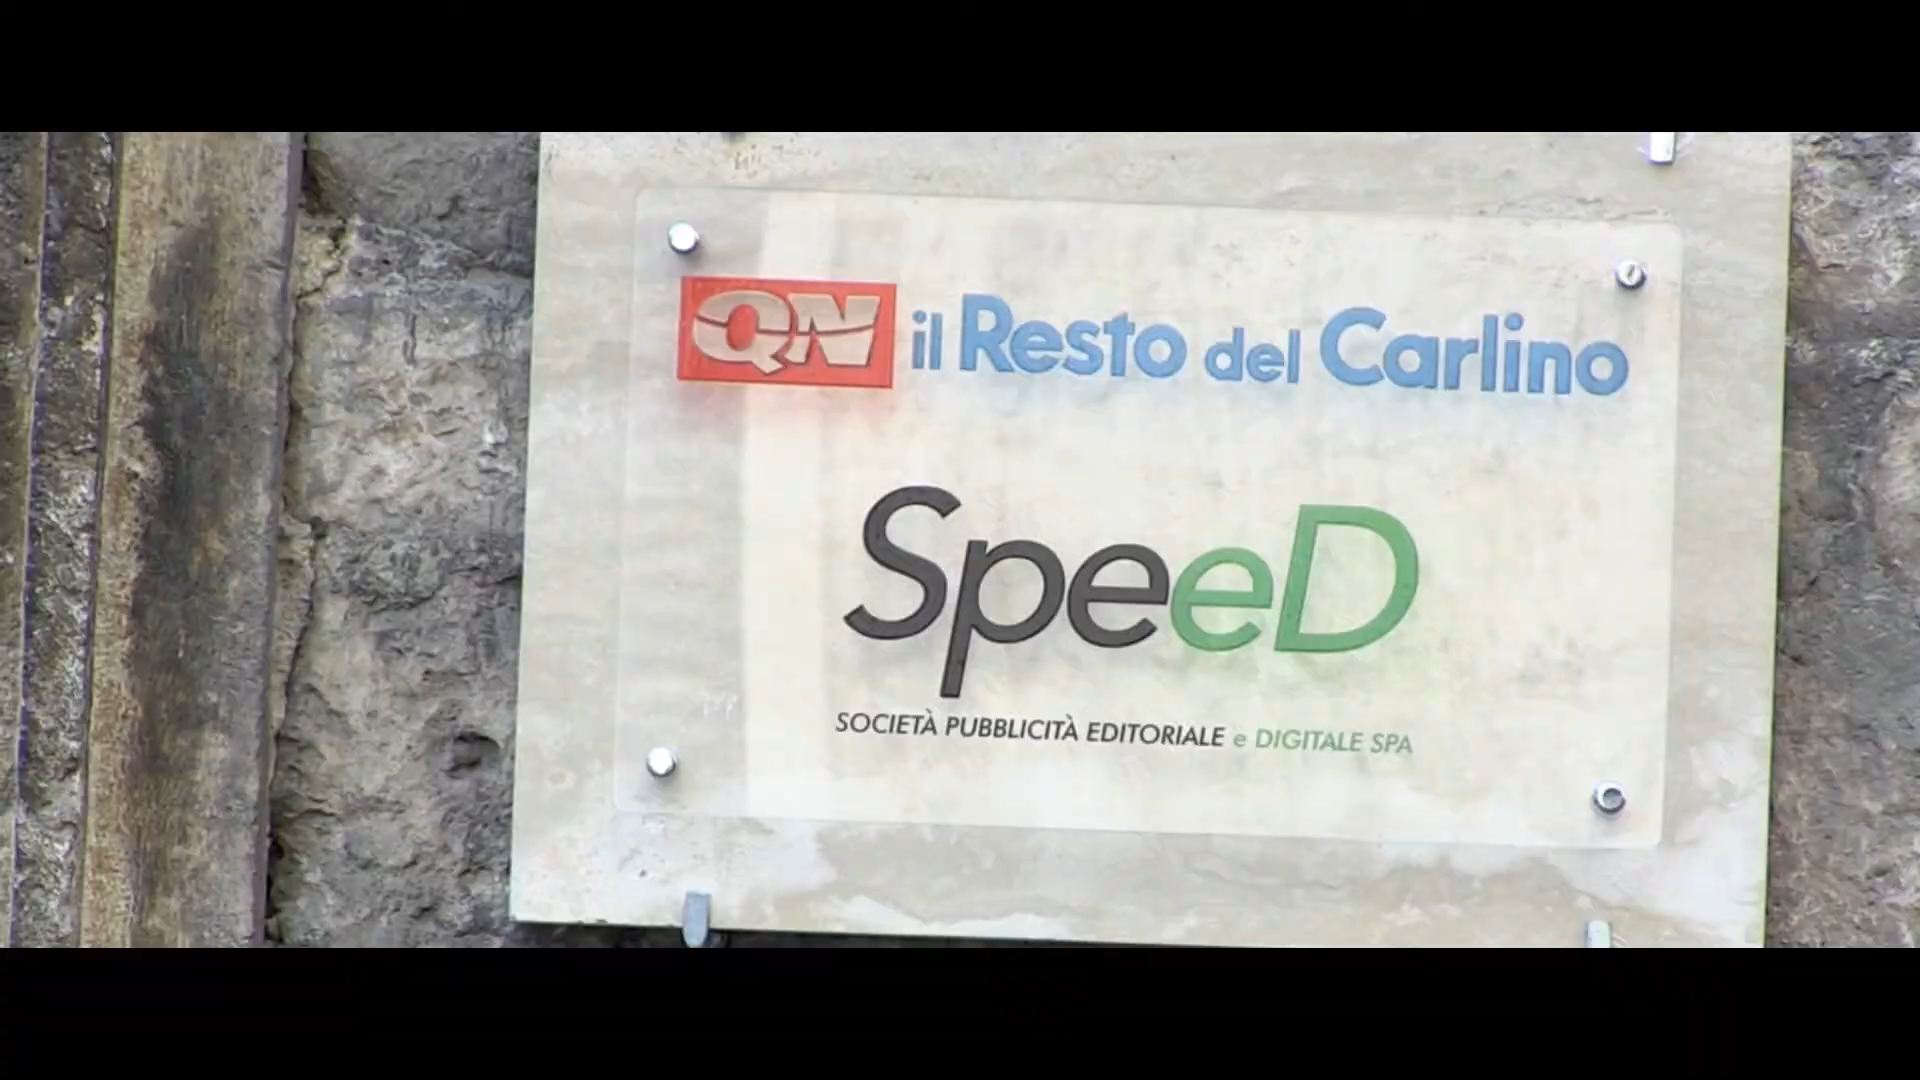 QN il Resto del Carlino
SpeeD
SOCIETÀ PUBBLICITÀ EDITORIALE e DIGITALE SPA